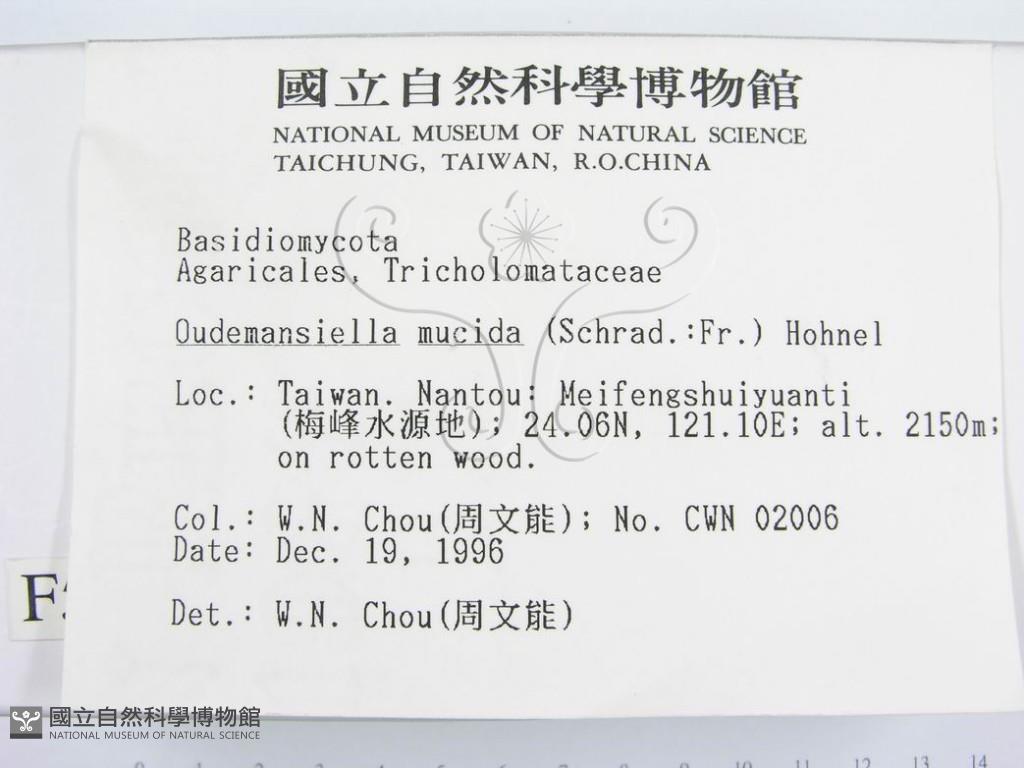 國立自然科學博物館
NATIONAL MUSEUM OF NATURAL SCIENCE
TAICHUNG, TAIWAN, R.O.CHINA
Basidiomycota
Agaricales, Tricholomataceae
Oudemansiella mucida (Schrad.:Fr.) Hohnel
Loc.: Taiwan. Nantou: Meifengshuiyuanti
(梅峰水源地); 24.06N, 121.10E; alt. 2150m;
on rotten wood.
Col.: W.N. Chou(周文能); No. CWN 02006
Date: Dec. 19, 1996
Det.: W.N. Chou(周文能)
F
國立自然科學博物館
NATIONAL MUSEUM OF NATURAL SCIENCE